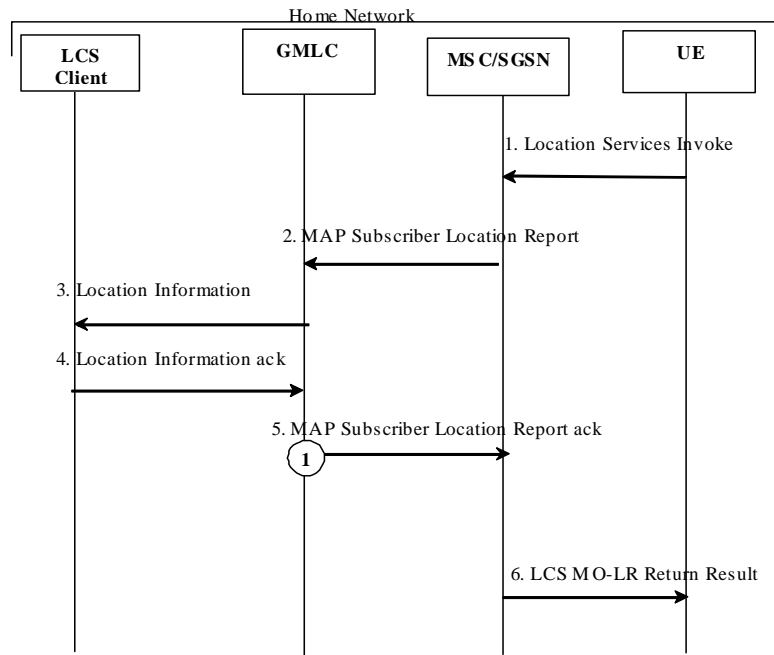 Home Network
LCS
Client
GMLC
MSC/SGSN
UE
1. Location Services Invoke
2. MAP Subscriber Location Report
3. Location Information
4. Location Information ack
5. MAP Subscriber Location Report ack
1
6. LCS MO-LR Return Result